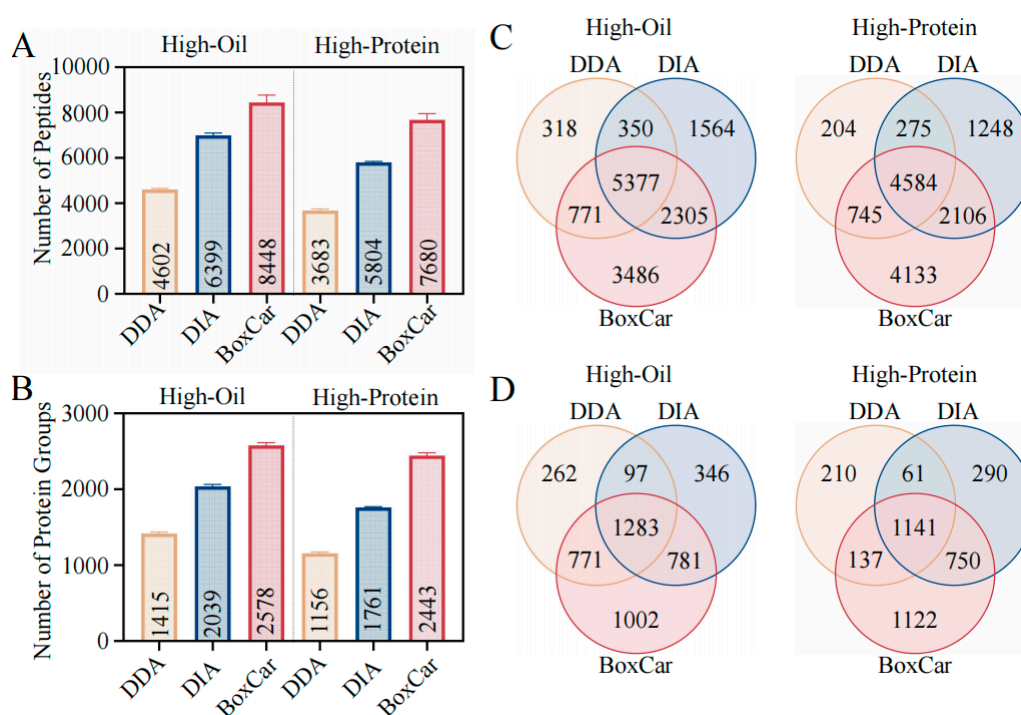 A
High-Oil
High-Protein
Number of Peptides
10000
8000
6000
4000
2000
0
4602
6399
8448
3683
5804
7680
DDA
DIA
BoxCar
DDA
DIA
BoxCar
B
High-Oil
High-Protein
Number of Protein Groups
3000
2000
1000
0
1415
2039
2578
1156
1761
2443
DDA
DIA
BoxCar
DDA
DIA
BoxCar
C
High-Oil
DDA
DIA
318
350
1564
5377
771
2305
3486
BoxCar
High-Protein
DDA
DIA
204
275
1248
4584
745
2106
4133
BoxCar
D
High-Oil
DDA
DIA
262
97
346
1283
771
781
1002
BoxCar
High-Protein
DDA
DIA
210
61
290
1141
137
750
1122
BoxCar